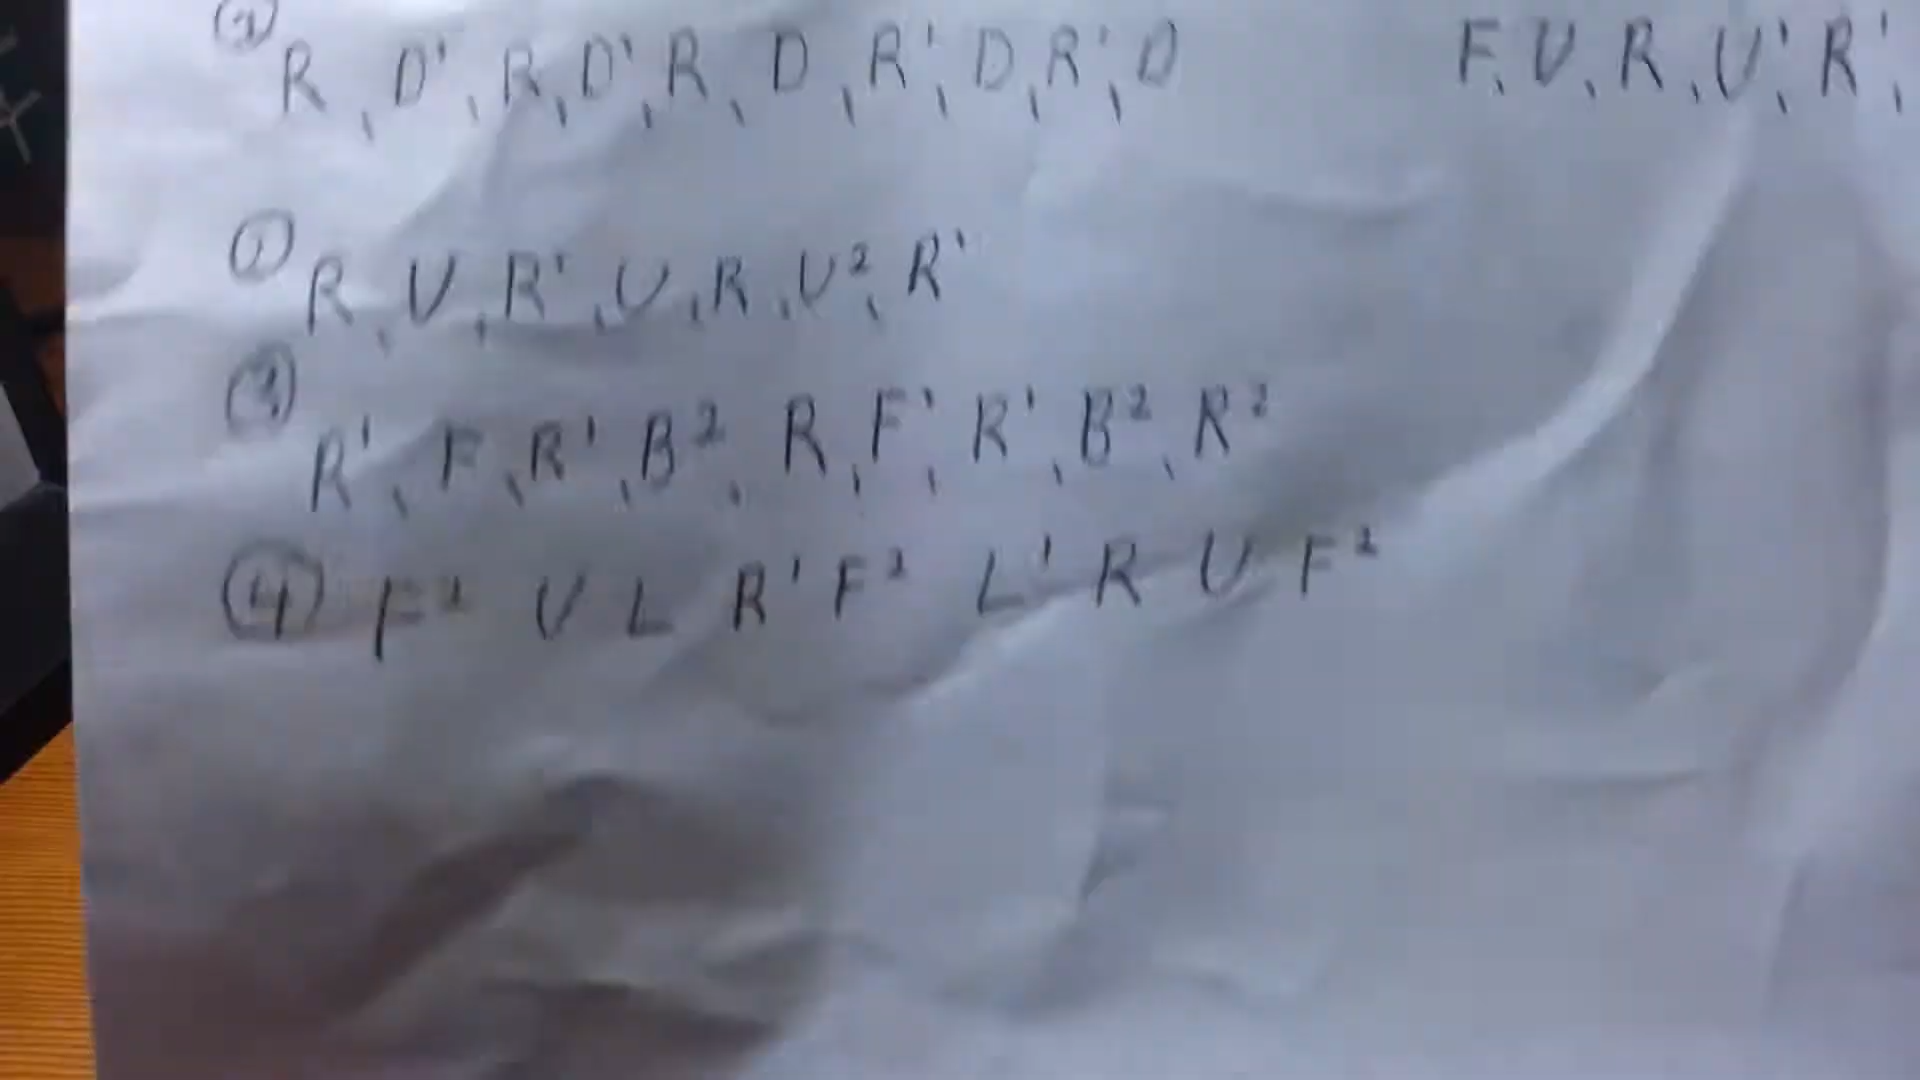 ② R, D', R, D', R, D, R', D, R', D
F, U, R, U', R',
① R, U, R', U, R, U², R'
③ R', F, R', B², R, F', R', B², R²
④ F² U L R' F² L' R U F²